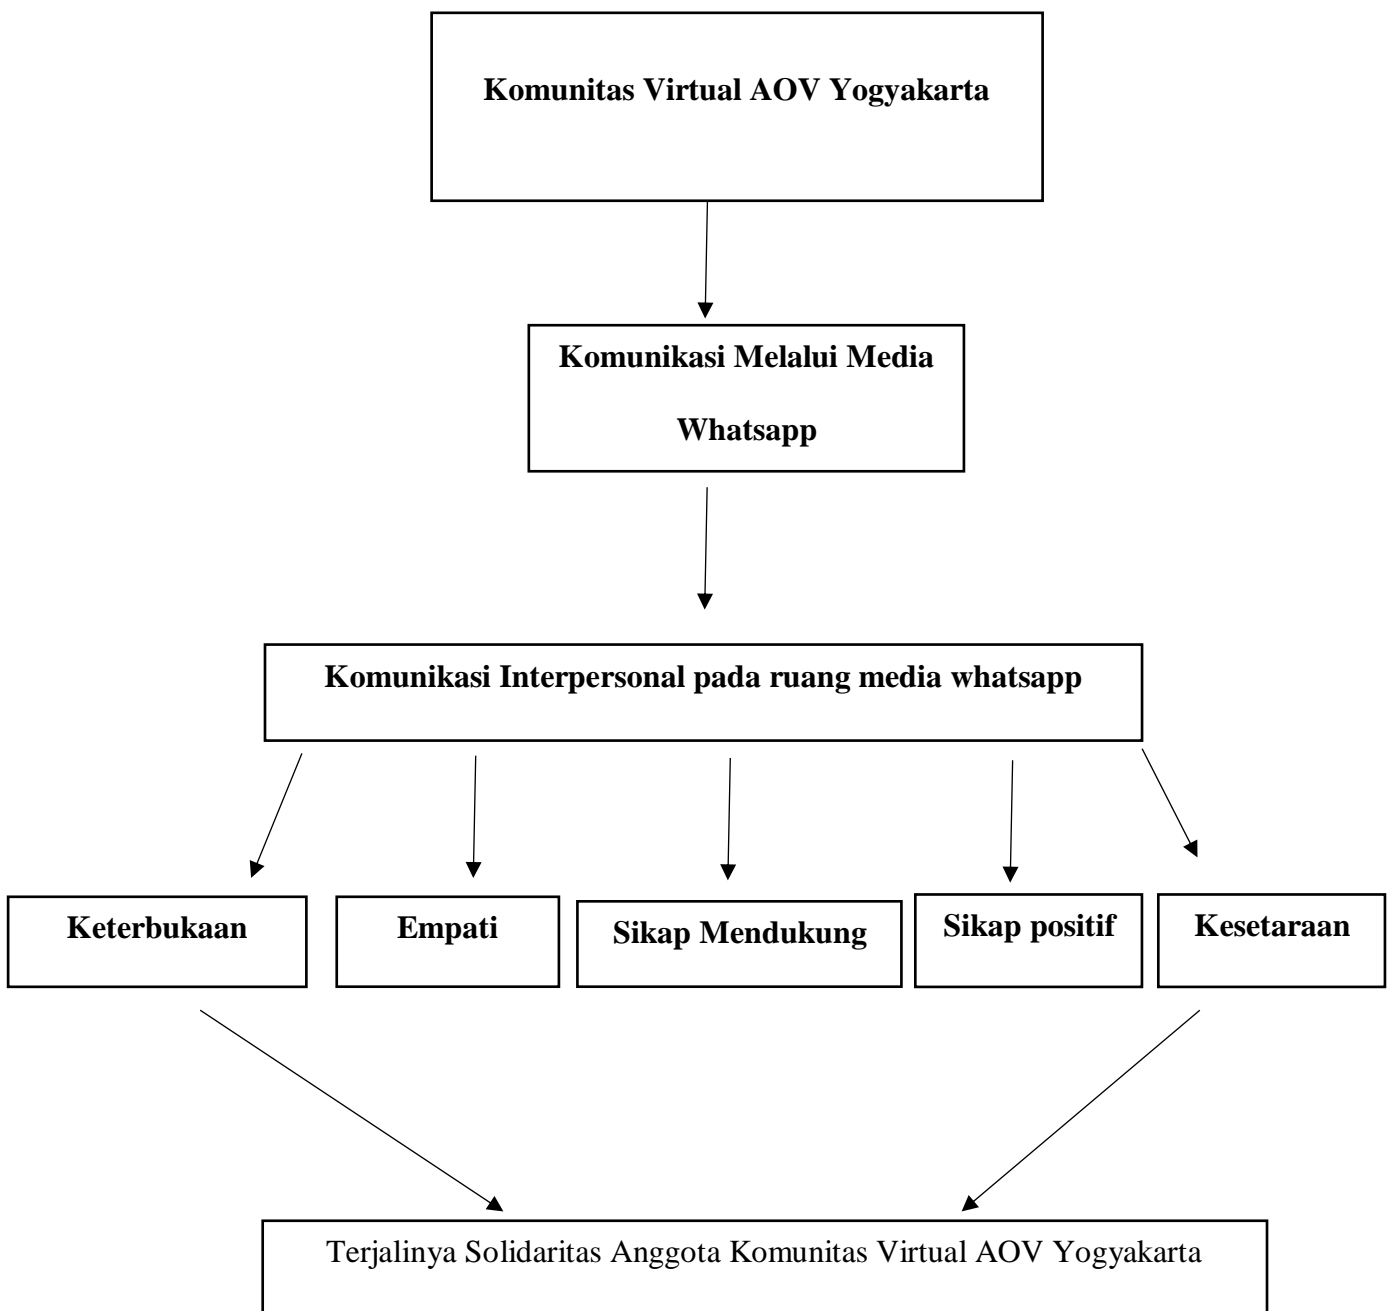 Komunitas Virtual AOV Yogyakarta
Komunikasi Melalui Media
Whatsapp
Komunikasi Interpersonal pada ruang media whatsapp
Keterbukaan
Empati
Sikap Mendukung
Sikap positif
Kesetaraan
Terjalinya Solidaritas Anggota Komunitas Virtual AOV Yogyakarta